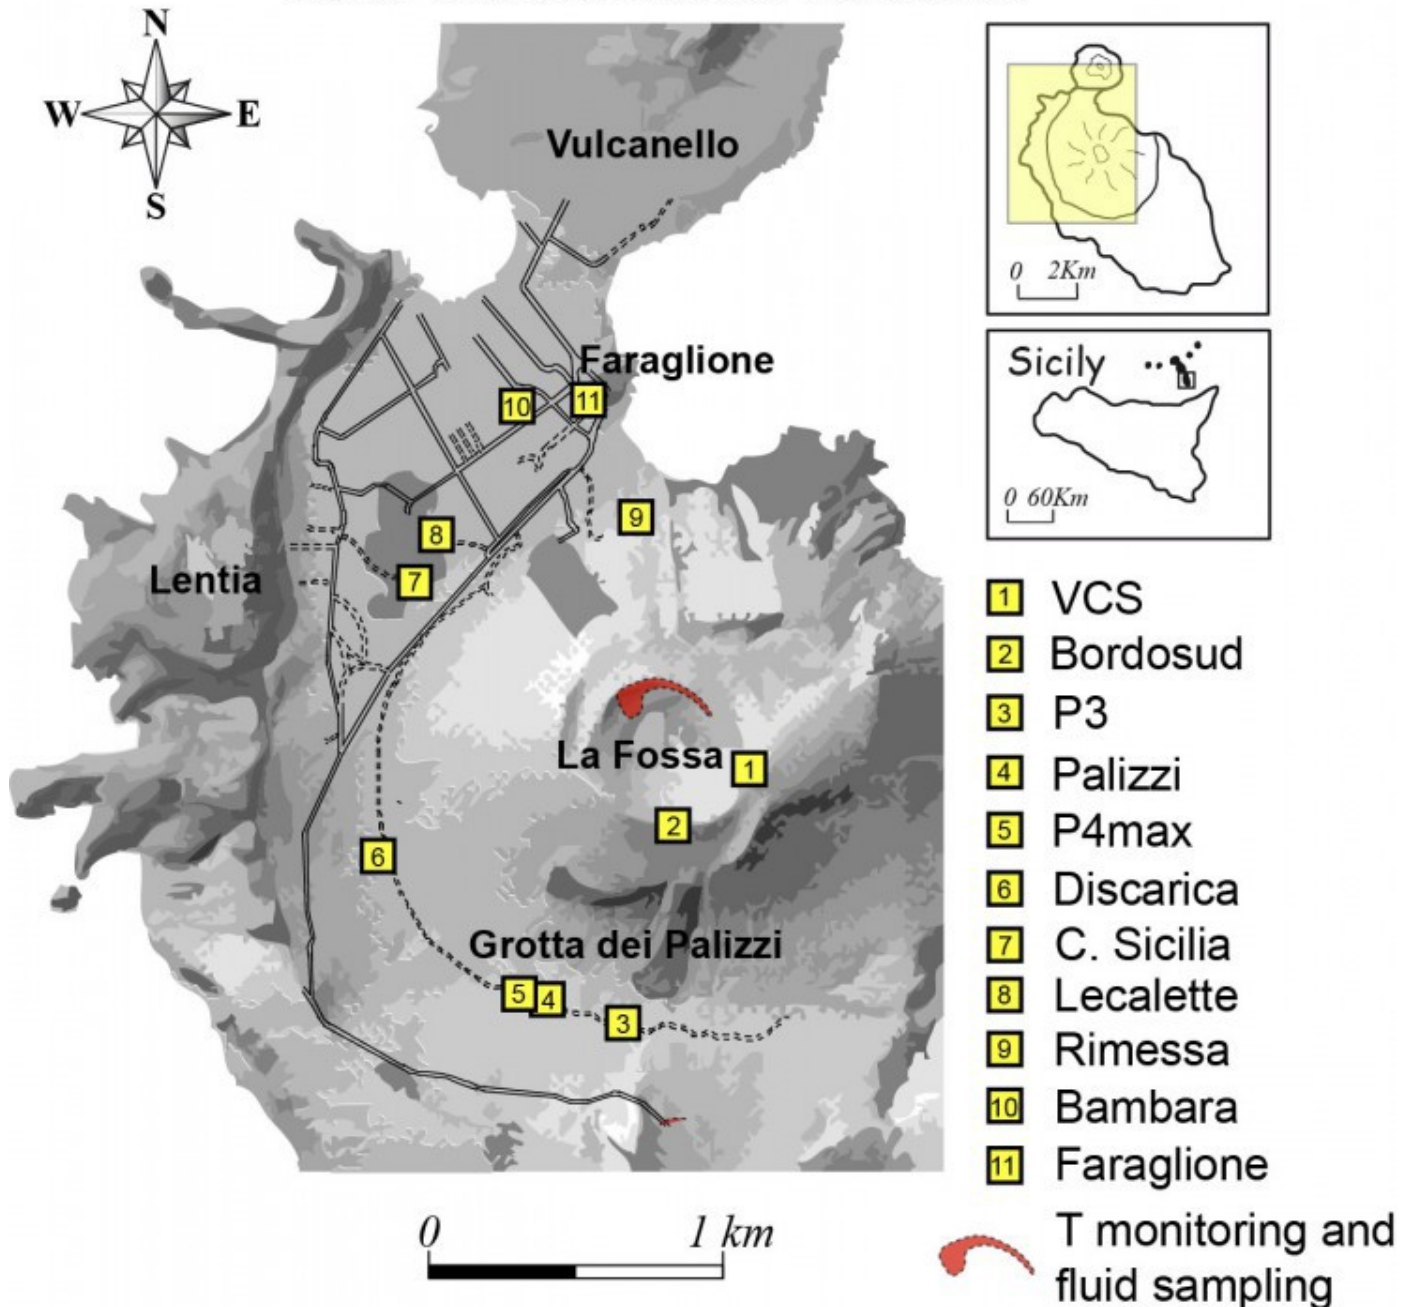 N
W E
S
Vulcanello
Faraglione
10
11
9
8
7
Lentia
La Fossa
1
2
6
Grotta dei Palizzi
5
4
3
0 1 km
0 2Km
Sicily
0 60Km
1 VCS
2 Bordosud
3 P3
4 Palizzi
5 P4max
6 Discarica
7 C. Sicilia
8 Lecalette
9 Rimessa
10 Bambara
11 Faraglione
T monitoring and
fluid sampling